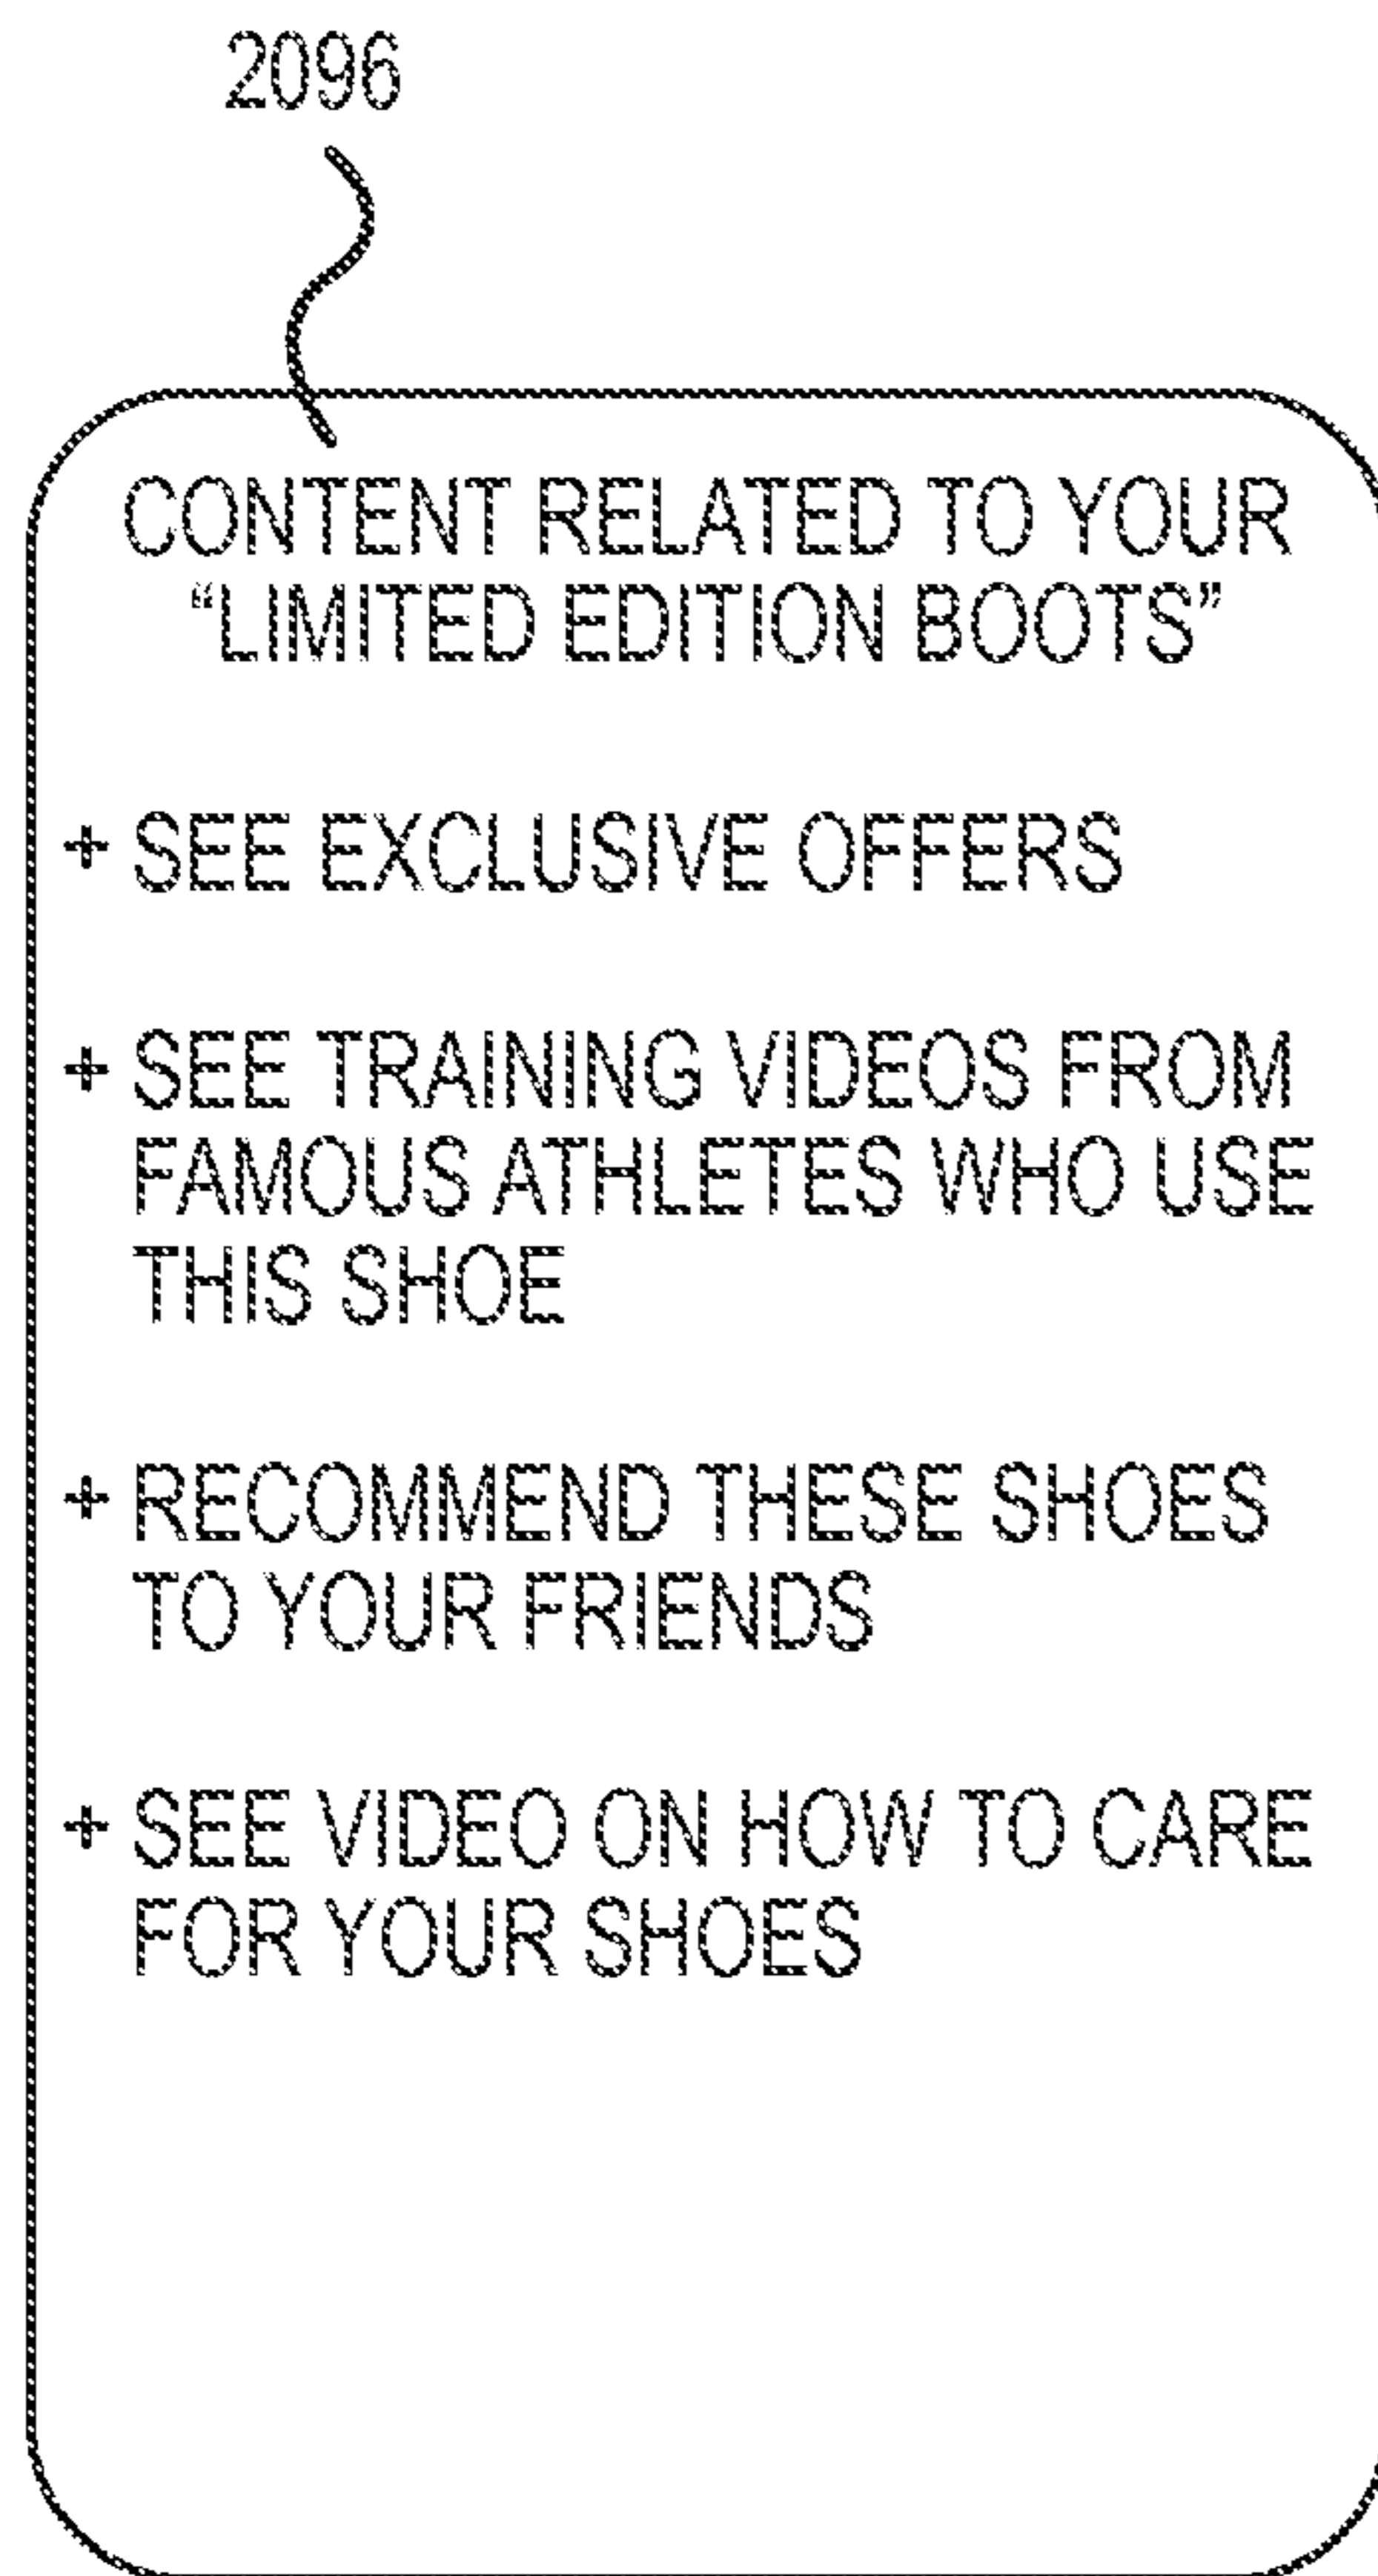 2096
CONTENT RELATED TO YOUR
“LIMITED EDITION BOOTS”
+ SEE EXCLUSIVE OFFERS
+ SEE TRAINING VIDEOS FROM
FAMOUS ATHLETES WHO USE
THIS SHOE
+ RECOMMEND THESE SHOES
TO YOUR FRIENDS
+ SEE VIDEO ON HOW TO CARE
FOR YOUR SHOES